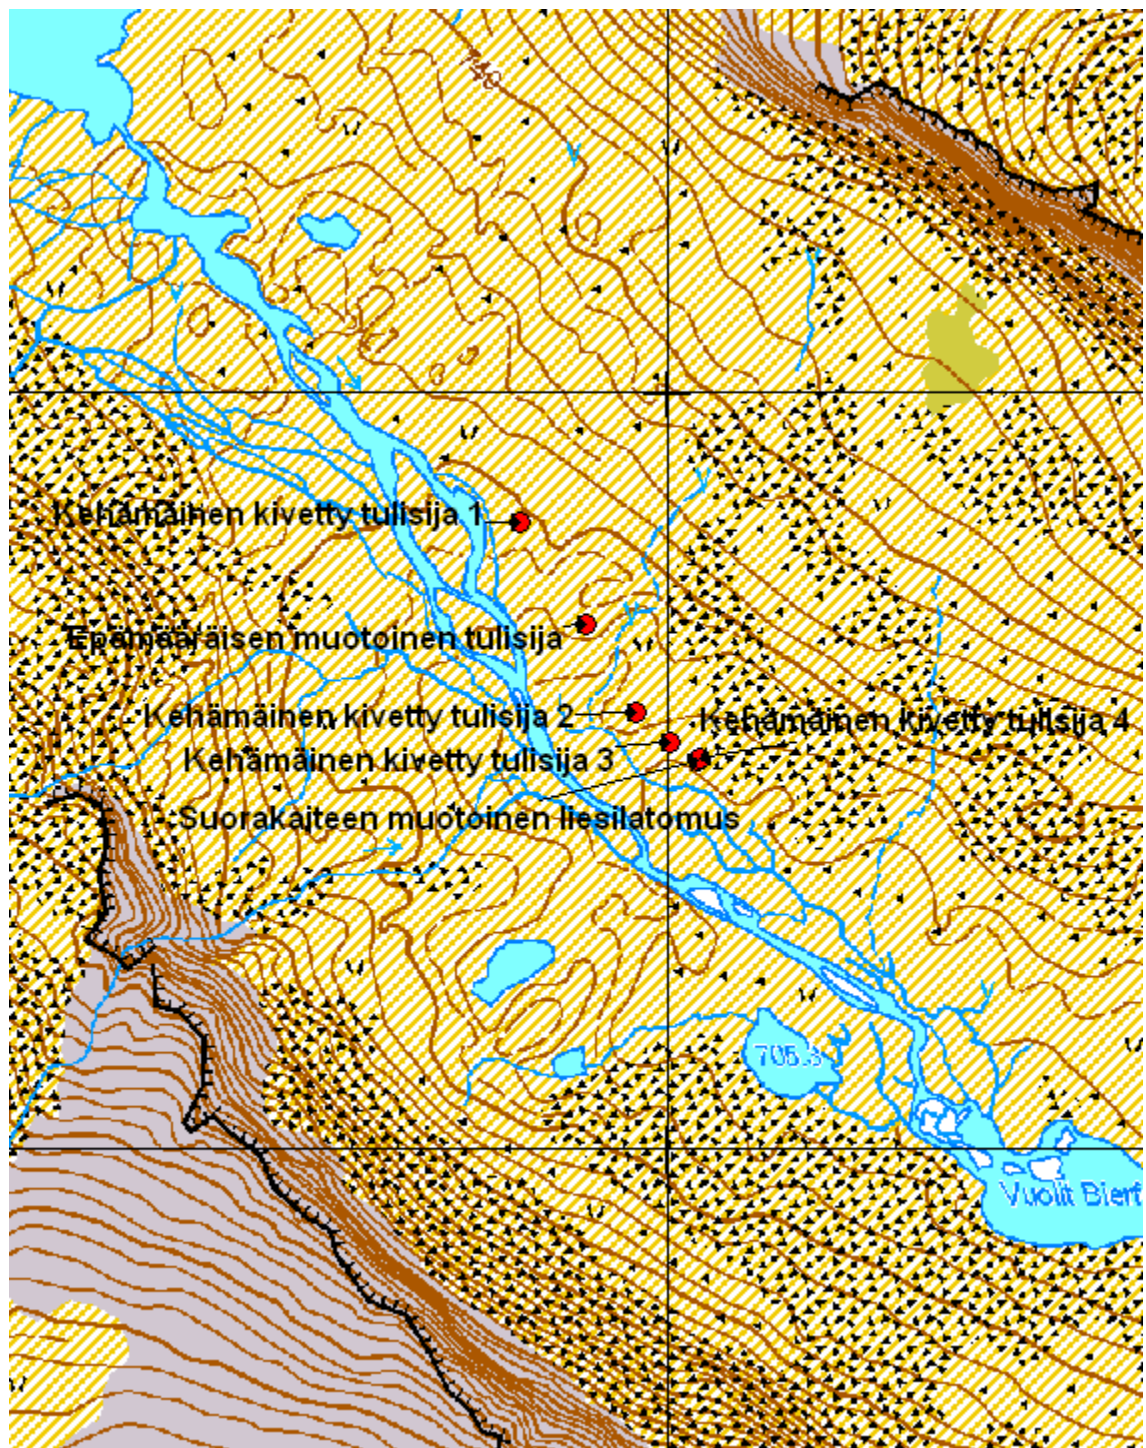 740
Kehämäinen kivetty tulisija 1
Epämääräisen muotoinen tulisija
Kehämäinen kivetty tulisija 2
Kehämäinen kivetty tulisija 4
Kehämäinen kivetty tulisija 3
Suorakaiteen muotoinen liesilatomus
705.3
Vuolit Bierf